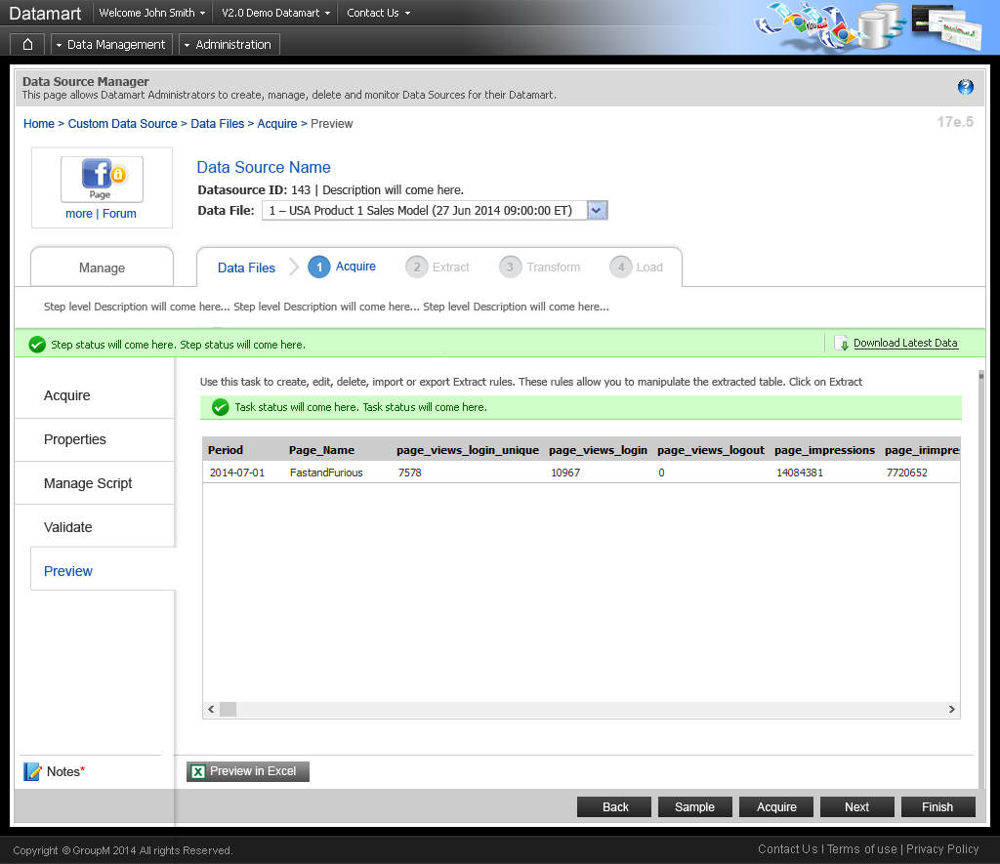 Datamart Welcome John Smith V2.0 Demo Datamart Contact Us
Data Management Administration
Data Source Manager
This page allows Datamart Administrators to create, manage, delete and monitor Data Sources for their Datamart.
Home > Custom Data Source > Data Files > Acquire > Preview
17e.5
Page
more | Forum
Data Source Name
Datasource ID: 143 | Description will come here.
Data File: 1 – USA Product 1 Sales Model (27 Jun 2014 09:00:00 ET)
Manage
Data Files 1 Acquire 2 Extract 3 Transform 4 Load
Step level Description will come here... Step level Description will come here... Step level Description will come here...
Step status will come here. Step status will come here.
Download Latest Data
Acquire
Properties
Manage Script
Validate
Preview
Use this task to create, edit, delete, import or export Extract rules. These rules allow you to manipulate the extracted table. Click on Extract
Task status will come here. Task status will come here.
Period Page_Name page_views_login_unique page_views_login page_views_logout page_impressions page_irimpre
2014-07-01 FastandFurious 7578 10967 0 14084381 7720652
Notes*
Preview in Excel
Back Sample Acquire Next Finish
Copyright © GroupM 2014 All rights Reserved.
Contact Us | Terms of use | Privacy Policy